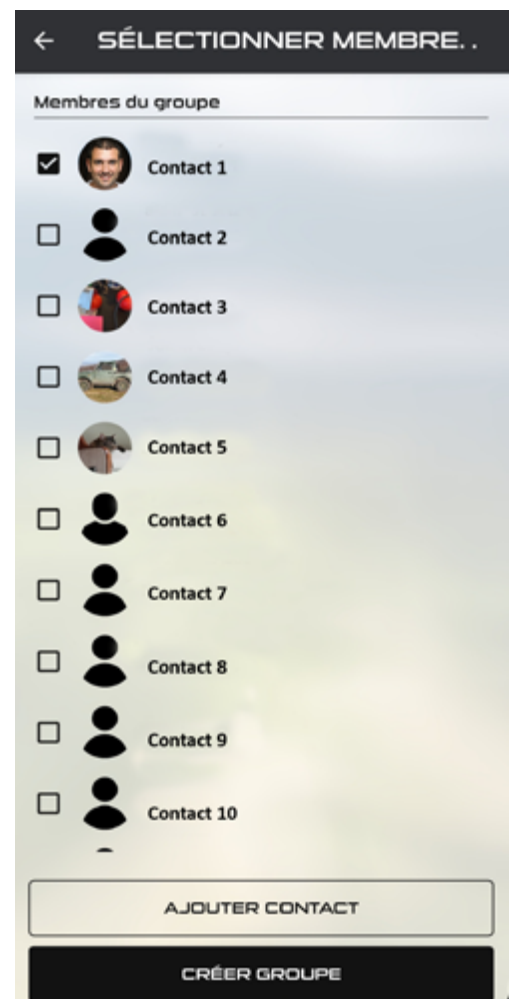 SÉLECTIONNER MEMBRE. .
Membres du groupe
Contact 1
Contact 2
Contact 3
Contact 4
Contact 5
Contact 6
Contact 7
Contact 8
Contact 9
Contact 10
AJOUTER CONTACT
CRÉER GROUPE